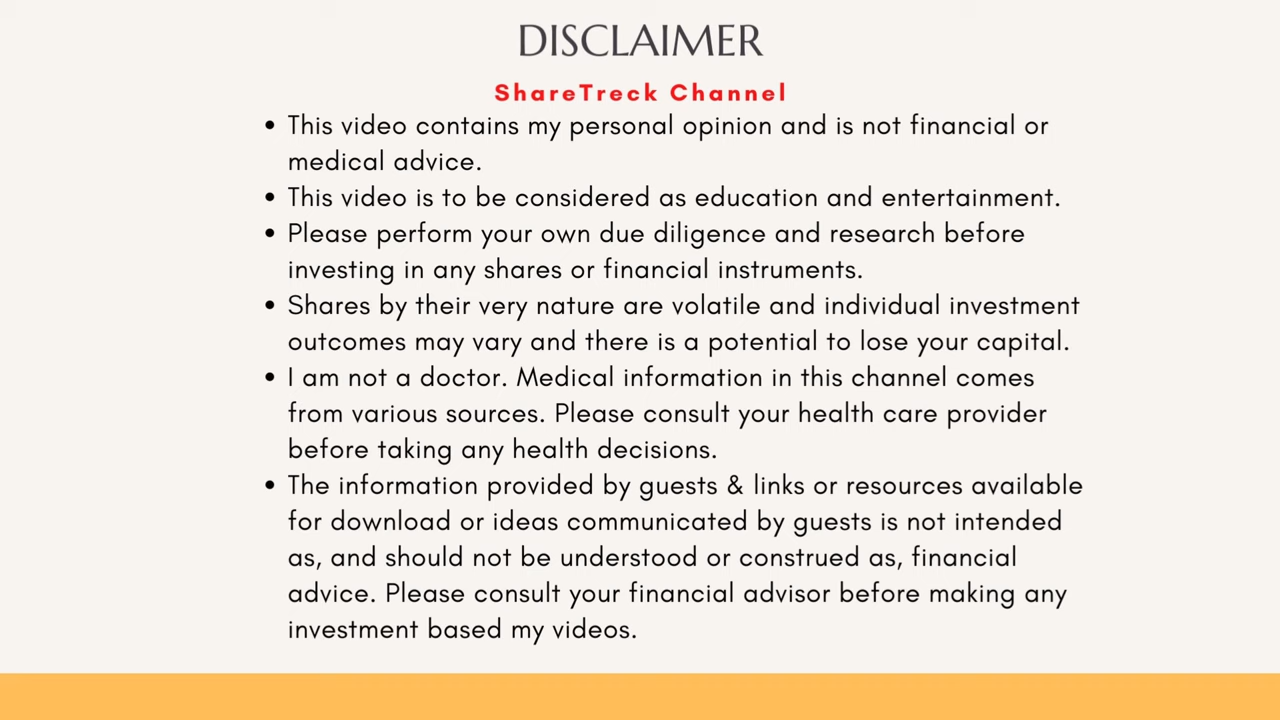 DISCLAIMER
ShareTreck Channel
• This video contains my personal opinion and is not financial or
medical advice.
• This video is to be considered as education and entertainment.
• Please perform your own due diligence and research before
investing in any shares or financial instruments.
• Shares by their very nature are volatile and individual investment
outcomes may vary and there is a potential to lose your capital.
• I am not a doctor. Medical information in this channel comes
from various sources. Please consult your health care provider
before taking any health decisions.
• The information provided by guests & links or resources available
for download or ideas communicated by guests is not intended
as, and should not be understood or construed as, financial
advice. Please consult your financial advisor before making any
investment based my videos.